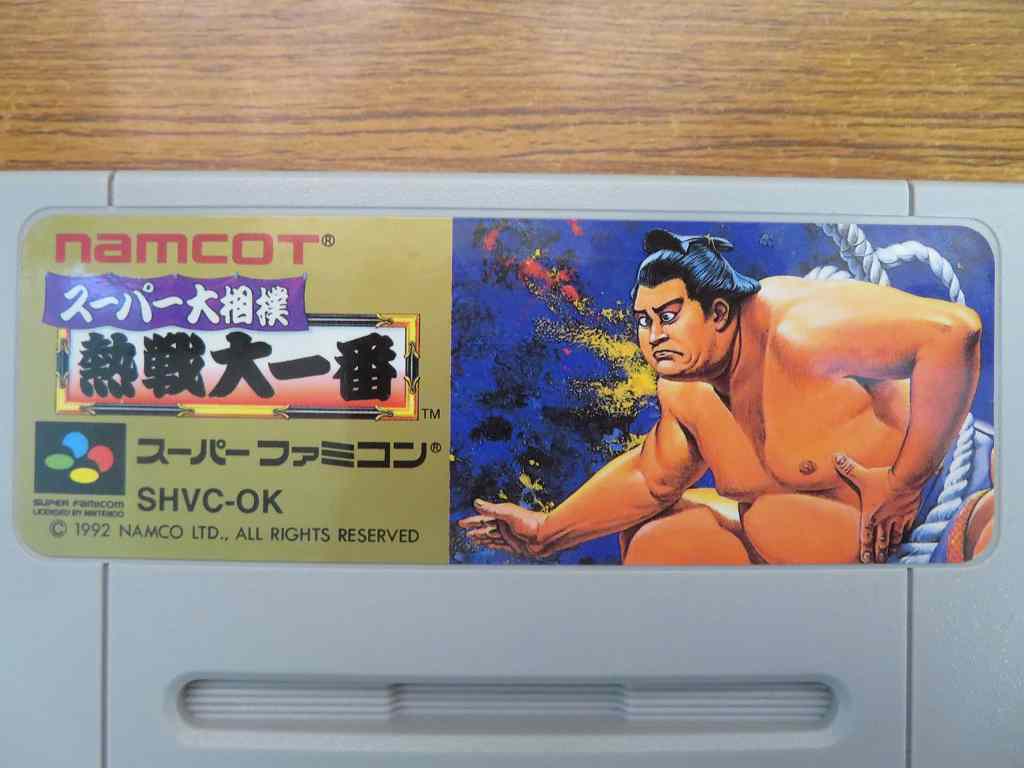 namcoT®
スーパー大相撲
熱戦大一番
TM
スーパーファミコン®
SUPER FAMICOM
LICENSED BY NINTENDO
SHVC-OK
© 1992 NAMCO LTD., ALL RIGHTS RESERVED